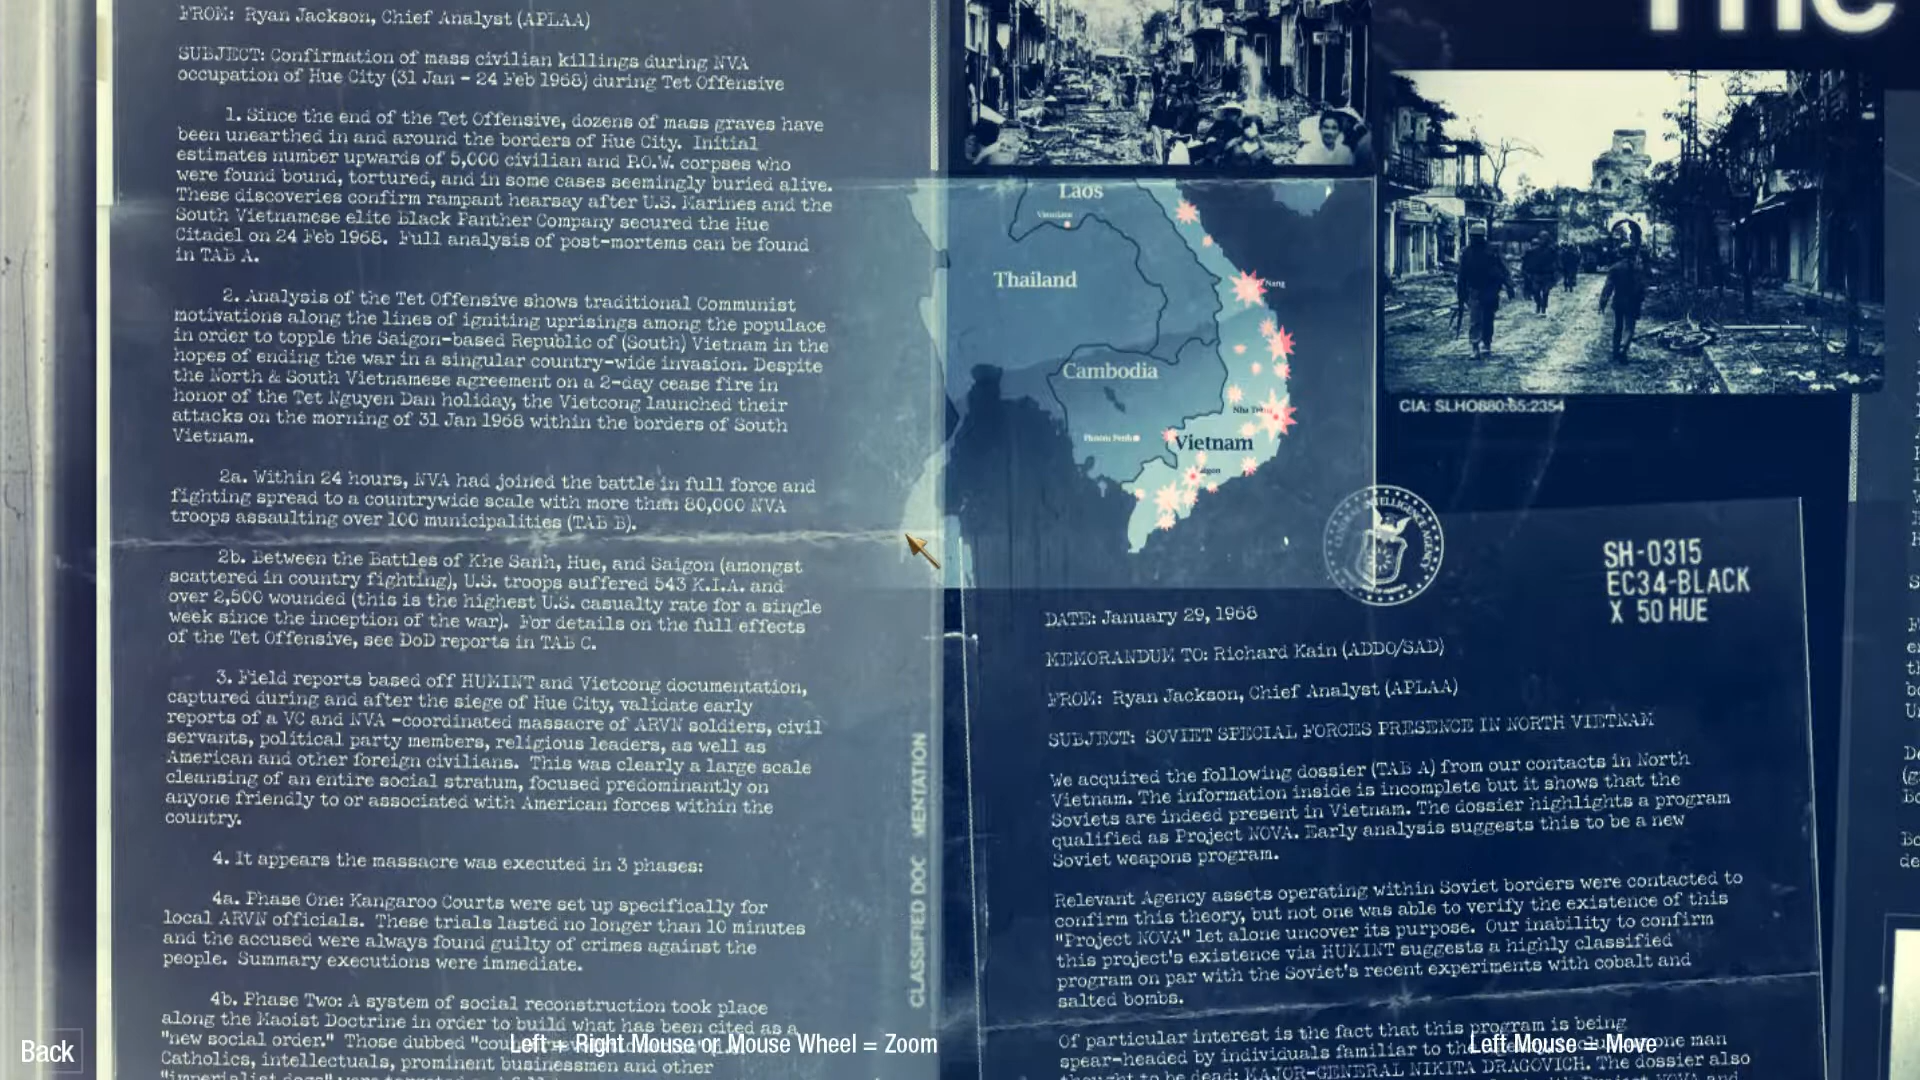 FROM: Ryan Jackson, Chief Analyst (APLAA)
SUBJECT: Confirmation of mass civilian killings during NVA
occupation of Hue City (31 Jan - 24 Feb 1968) during Tet Offensive
1. Since the end of the Tet Offensive, dozens of mass graves have
been unearthed in and around the borders of Hue City. Initial
estimates number upwards of 5,000 civilian and P.O.W. corpses who
were found bound, tortured, and in some cases seemingly buried alive.
These discoveries confirm rampant hearsay after U.S. Marines and the
South Vietnamese elite Black Panther Company secured the Hue
Citadel on 24 Feb 1968. Full analysis of post-mortems can be found
in TAB A.
2. Analysis of the Tet Offensive shows traditional Communist
motivations along the lines of igniting uprisings among the populace
in order to topple the Saigon-based Republic of (South) Vietnam in the
hopes of ending the war in a singular country-wide invasion. Despite
the North & South Vietnamese agreement on a 2-day cease fire in
honor of the Tet Nguyen Dan holiday, the Vietcong launched their
attacks on the morning of 31 Jan 1968 within the borders of South
Vietnam.
2a. Within 24 hours, NVA had joined the battle in full force and
fighting spread to a countrywide scale with more than 80,000 NVA
troops assaulting over 100 municipalities (TAB B).
2b. Between the Battles of Khe Sanh, Hue, and Saigon (amongst
scattered in country fighting), U.S. troops suffered 543 K.I.A. and
over 2,500 wounded (this is the highest U.S. casualty rate for a single
week since the inception of the war). For details on the full effects
of the Tet Offensive, see DoD reports in TAB C.
3. Field reports based off HUMINT and Vietcong documentation,
captured during and after the siege of Hue City, validate early
reports of a VC and NVA -coordinated massacre of ARVN soldiers, civil
servants, political party members, religious leaders, as well as
American and other foreign civilians. This was clearly a large scale
cleansing of an entire social stratum, focused predominantly on
anyone friendly to or associated with American forces within the
country.
4. It appears the massacre was executed in 3 phases:
4a. Phase One: Kangaroo Courts were set up specifically for
local ARVN officials. These trials lasted no longer than 10 minutes
and the accused were always found guilty of crimes against the
people. Summary executions were immediate.
4b. Phase Two: A system of social reconstruction took place
along the Maoist Doctrine in order to build what has been cited as a
"new social order." Those dubbed
Catholics, intellectuals, prominent businessmen and other
"imperialist dogs" were
CLASSIFIED DOC MENTATION
The
Laos
Vientiane
Thailand
Nang
Cambodia
Nha
Phnom Penh
Vietnam
CIA: SLHO880:65:2354
INTELLIGENCE AGENCY
SH-0315
EC34-BLACK
X 50 HUE
DATE: January 29, 1968
MEMORANDUM TO: Richard Kain (ADDO/SAD)
FROM: Ryan Jackson, Chief Analyst (APLAA)
SUBJECT: SOVIET SPECIAL FORCES PRESENCE IN NORTH VIETNAM
We acquired the following dossier (TAB A) from our contacts in North
Vietnam. The information inside is incomplete but it shows that the
Soviets are indeed present in Vietnam. The dossier highlights a program
qualified as Project NOVA. Early analysis suggests this to be a new
Soviet weapons program.
Relevant Agency assets operating within Soviet borders were contacted to
confirm this theory, but not one was able to verify the existence of this
"Project NOVA" let alone uncover its purpose. Our inability to confirm
this project's existence via HUMINT suggests a highly classified
program on par with the Soviet's recent experiments with cobalt and
salted bombs.
Of particular interest is the fact that this program is being
spear-headed by individuals familiar to the one man
to be dead: MAJOR-GENERAL NIKITA DRAGOVICH. The dossier also
Back
Left + Right Mouse or Mouse Wheel = Zoom
Left Mouse = Move